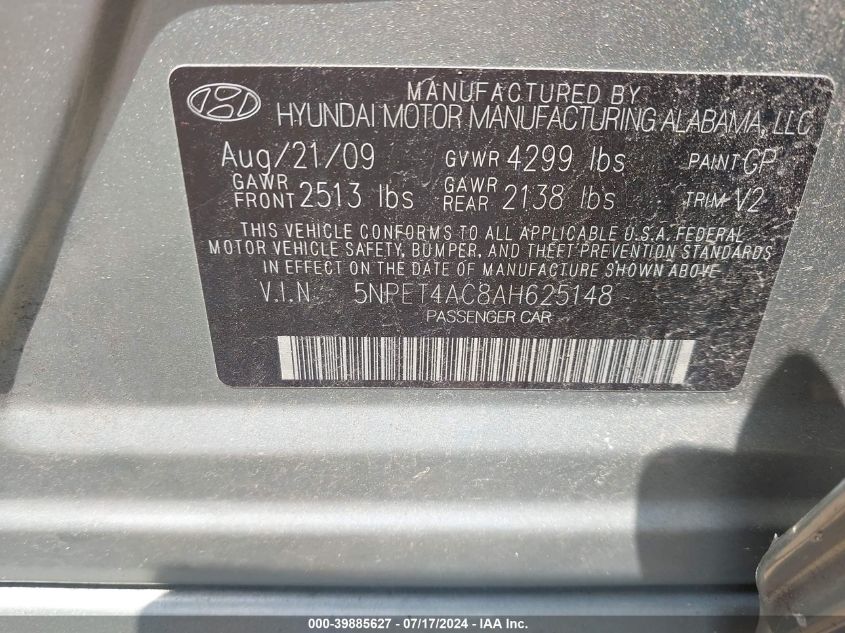 MANUFACTURED BY
HYUNDAI MOTOR MANUFACTURING ALABAMA, LLC
Aug/21/09 GVWR 4299 lbs PAINT GP
GAWR FRONT 2513 lbs GAWR REAR 2138 lbs TRIM V2
THIS VEHICLE CONFORMS TO ALL APPLICABLE U.S.A. FEDERAL
MOTOR VEHICLE SAFETY, BUMPER, AND THEFT PREVENTION STANDARDS
IN EFFECT ON THE DATE OF MANUFACTURE SHOWN ABOVE.
V.I.N 5NPET4AC8AH625148
PASSENGER CAR
000-39885627 - 07/17/2024 - IAA Inc.